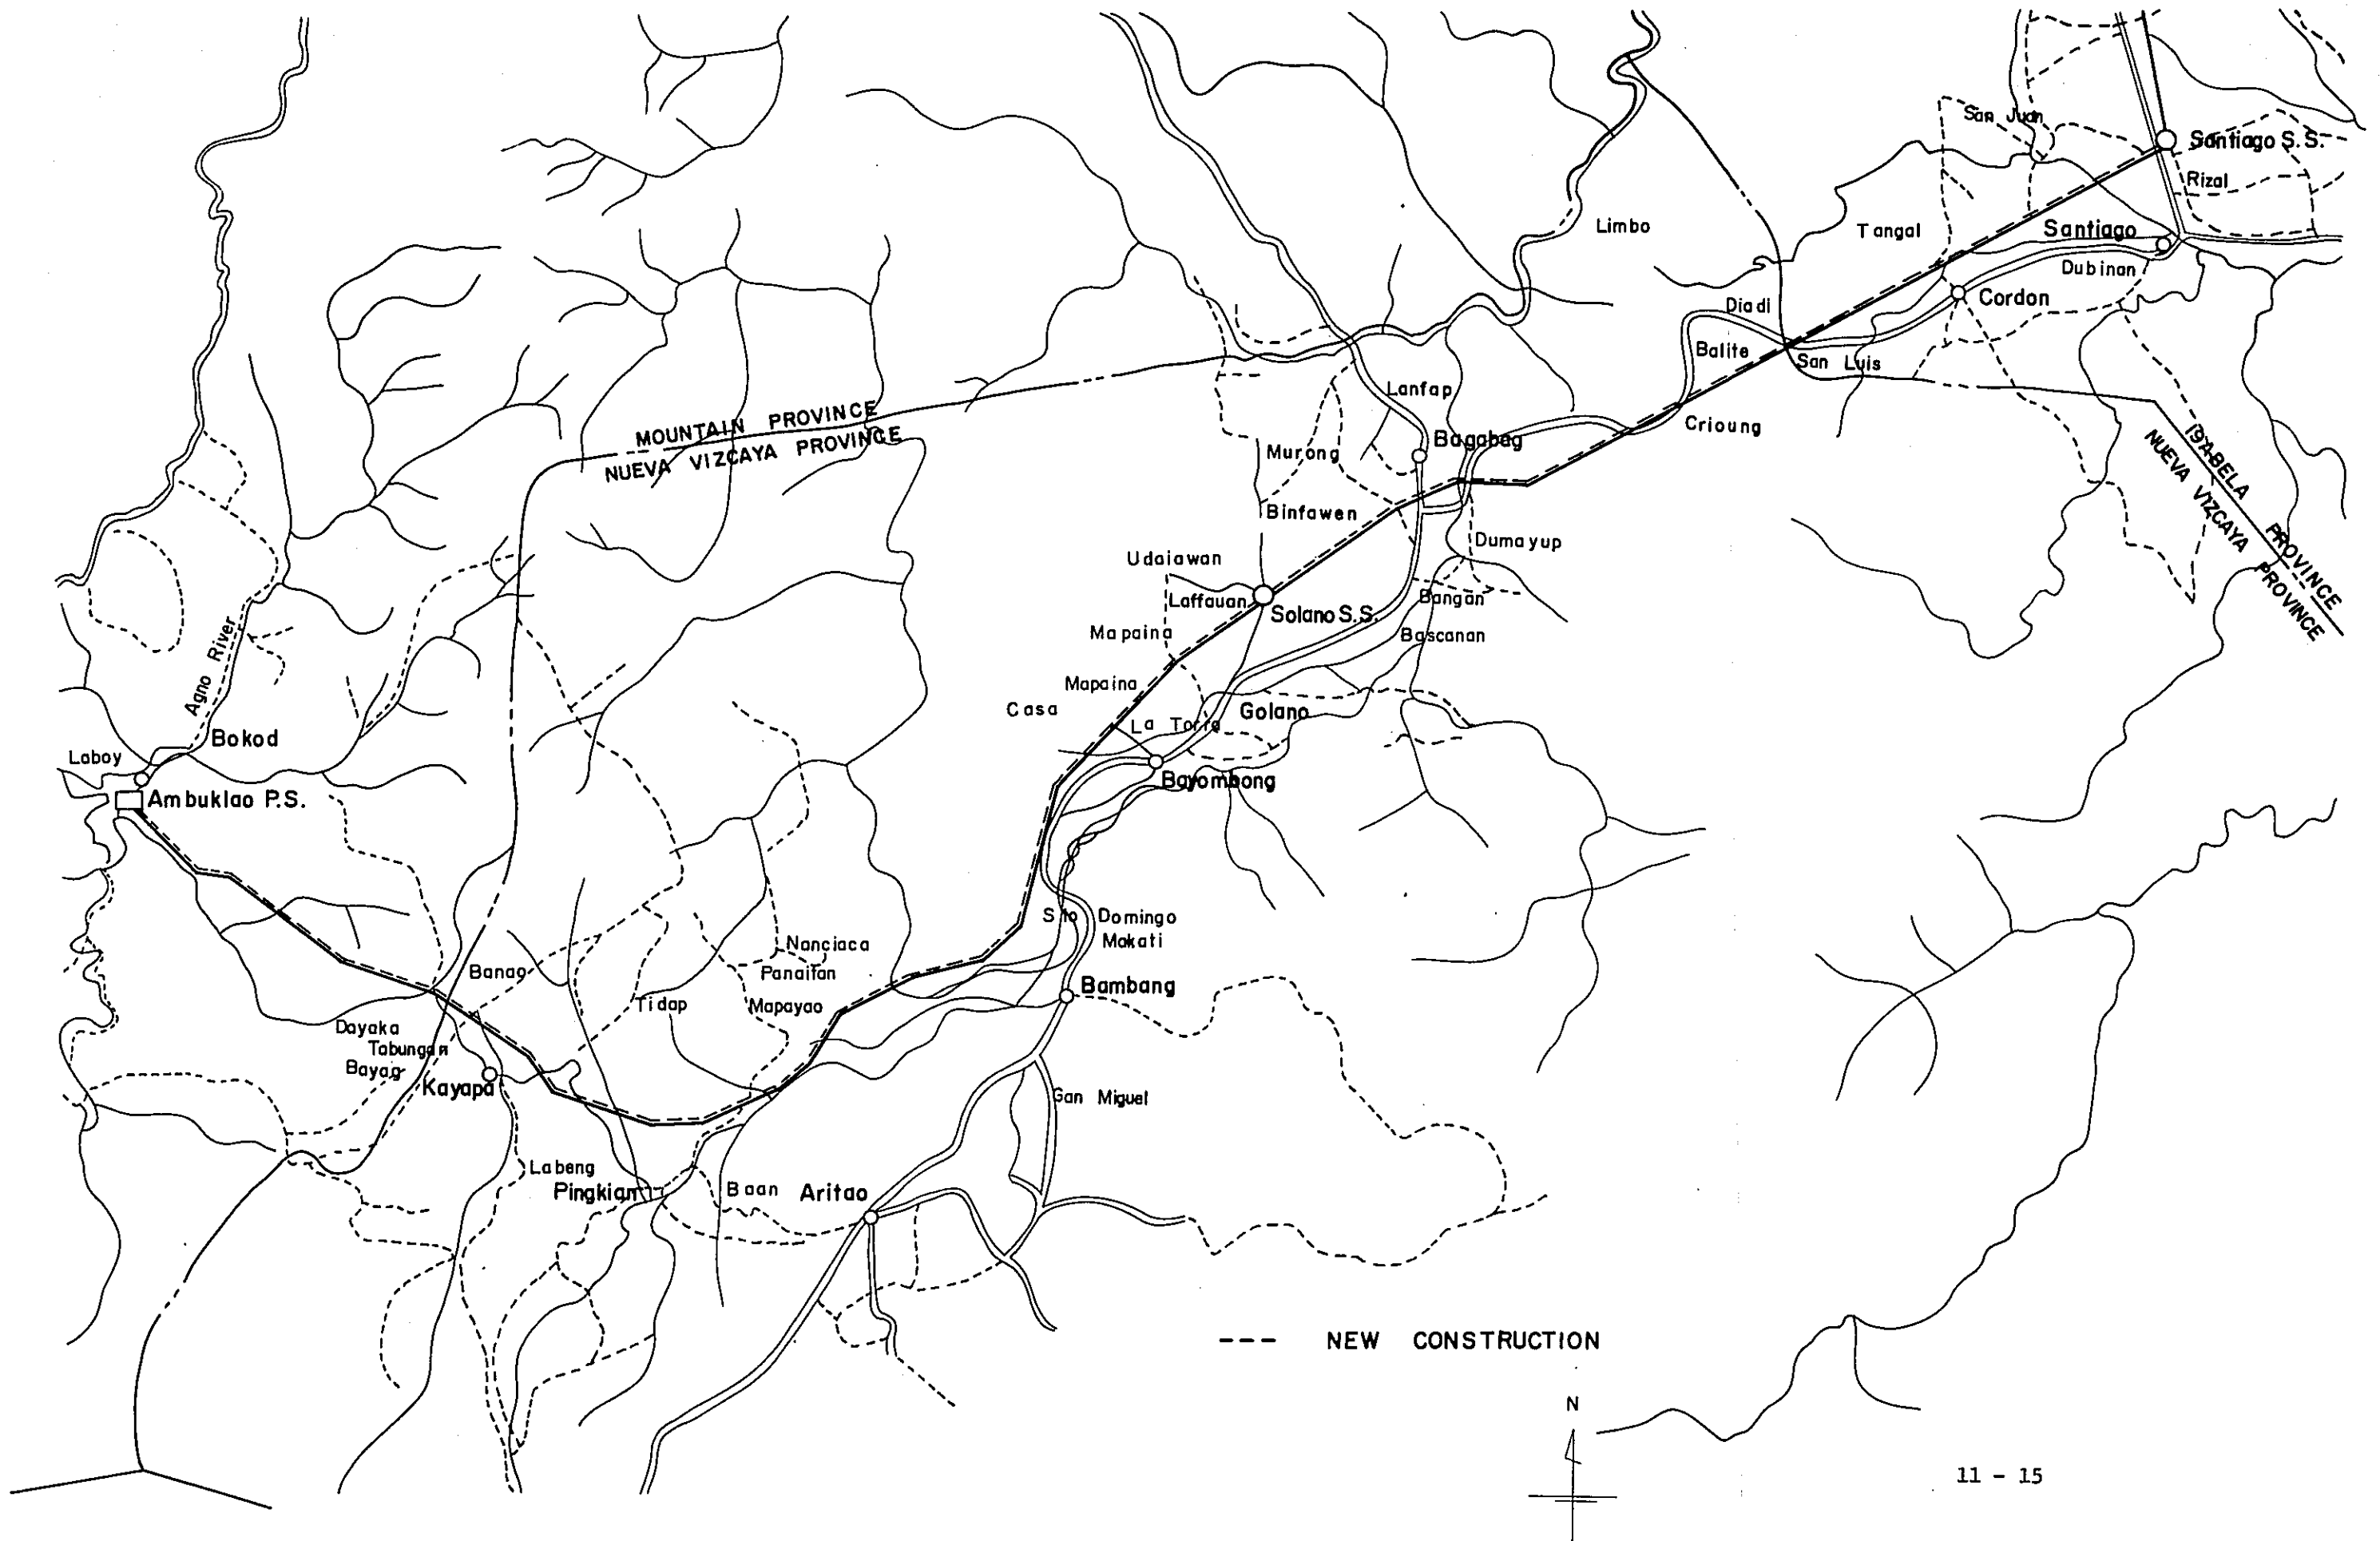 San Juan
Santiago S.S.
Rizal
Limbo
Tangal
Santiago
Dubinan
Cordon
Diadi
Balite
San Luis
Lanfap
MOUNTAIN PROVINCE
NUEVA VIZCAYA PROVINCE
Crioung
Bagabag
Murong
ISABELA PROVINCE
NUEVA VIZCAYA PROVINCE
Binfawen
Dumayup
Udaiawan
Laffauan
Bangan
Solano S.S.
Mapaina
Bascanan
Agno River
Mapaina
Casa
Golano
La Torre
Bokod
Laboy
Bayombong
Ambuklao P.S.
Sto Domingo
Makati
Nanciaca
Banao
Panaitan
Bambang
Tidap
Mapayao
Dayaka
Tabungan
Bayag
Kayapa
San Miguel
Labeng
Pingkian
Baan
Aritao
--- NEW CONSTRUCTION
N
11 - 15